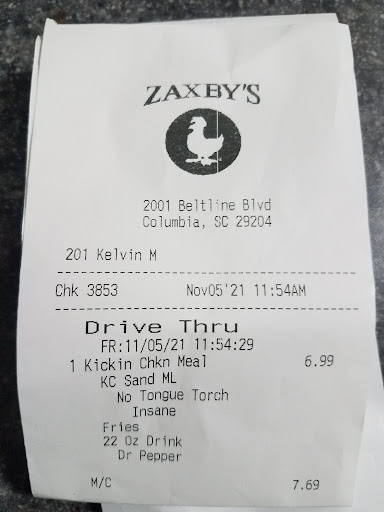 ZAXBY'S
2001 Beltline Blvd
Columbia, SC 29204
201 Kelvin M
Chk 3853 Nov05'21 11:54AM
Drive Thru
FR:11/05/21 11:54:29
1 Kickin Chkn Meal 6.99
KC Sand ML
No Tongue Torch
Insane
Fries
22 Oz Drink
Dr Pepper
M/C 7.69